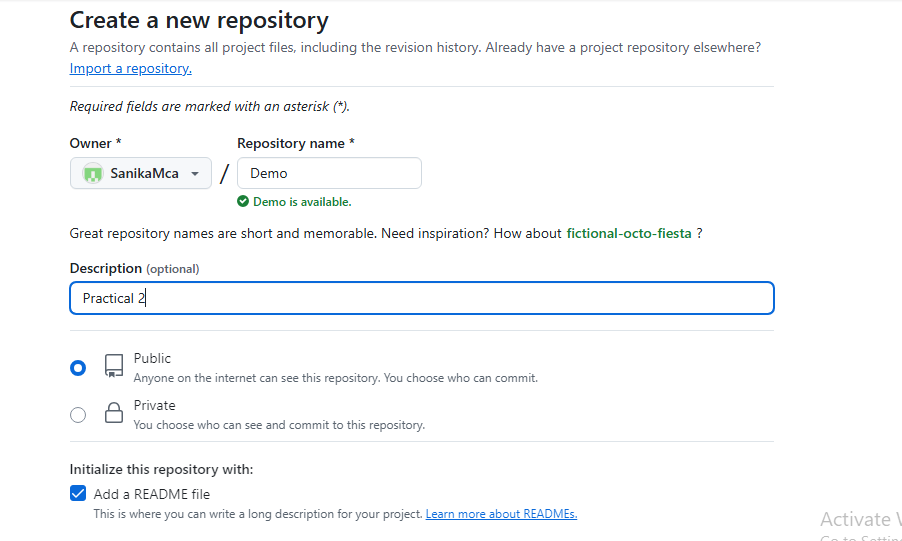 Create a new repository
A repository contains all project files, including the revision history. Already have a project repository elsewhere?
Import a repository.
Required fields are marked with an asterisk (*).
Owner * Repository name *
SanikaMca / Demo
Demo is available.
Great repository names are short and memorable. Need inspiration? How about fictional-octo-fiesta ?
Description (optional)
Practical 2
Public
Anyone on the internet can see this repository. You choose who can commit.
Private
You choose who can see and commit to this repository.
Initialize this repository with:
Add a README file
This is where you can write a long description for your project. Learn more about READMEs.
Activate